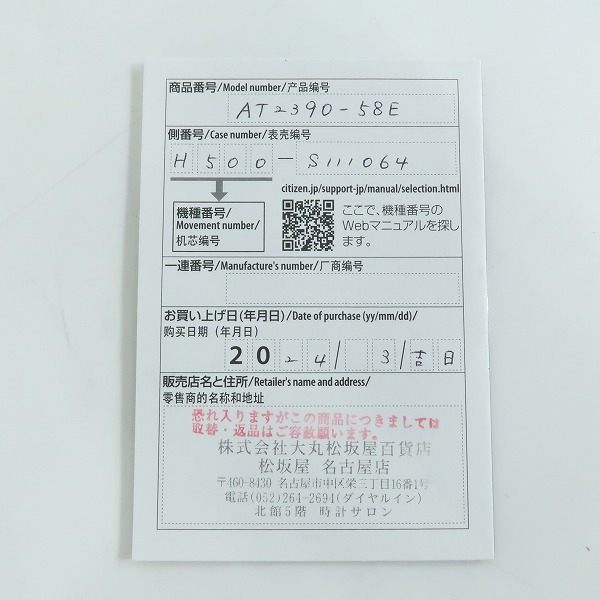 商品番号/Model number/产品编号
AT2390-58E
側番号/Case number/表壳编号
H500-S111064
citizen.jp/support-jp/manual/selection.html
機種番号/
Movement number/
机芯编号
ここで、機種番号の
Webマニュアルを探し
ます。
一連番号/Manufacture's number/厂商编号
お買い上げ日(年月日)/Date of purchase (yy/mm/dd)/
购买日期 (年月日)
2024/ 3/吉日
販売店名と住所/Retailer's name and address/
零售商的名称和地址
恐れ入りますがこの商品につきましては
取替・返品はご容赦願います。
株式会社大丸松坂屋百貨店
松坂屋 名古屋店
〒460-8430 名古屋市中区栄三丁目16番1号
電話(052)264-2694(ダイヤルイン)
北館5階 時計サロン